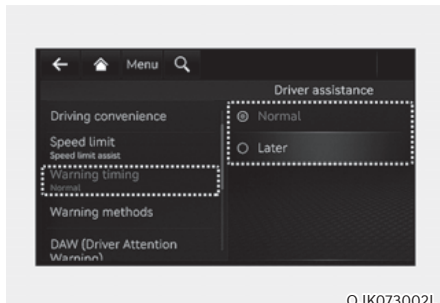 Menu
Driver assistance
Driving convenience
Speed limit
Speed limit assist
Warning timing
Normal
Warning methods
DAW (Driver Attention
Warning)
Normal
Later
OJK073002L